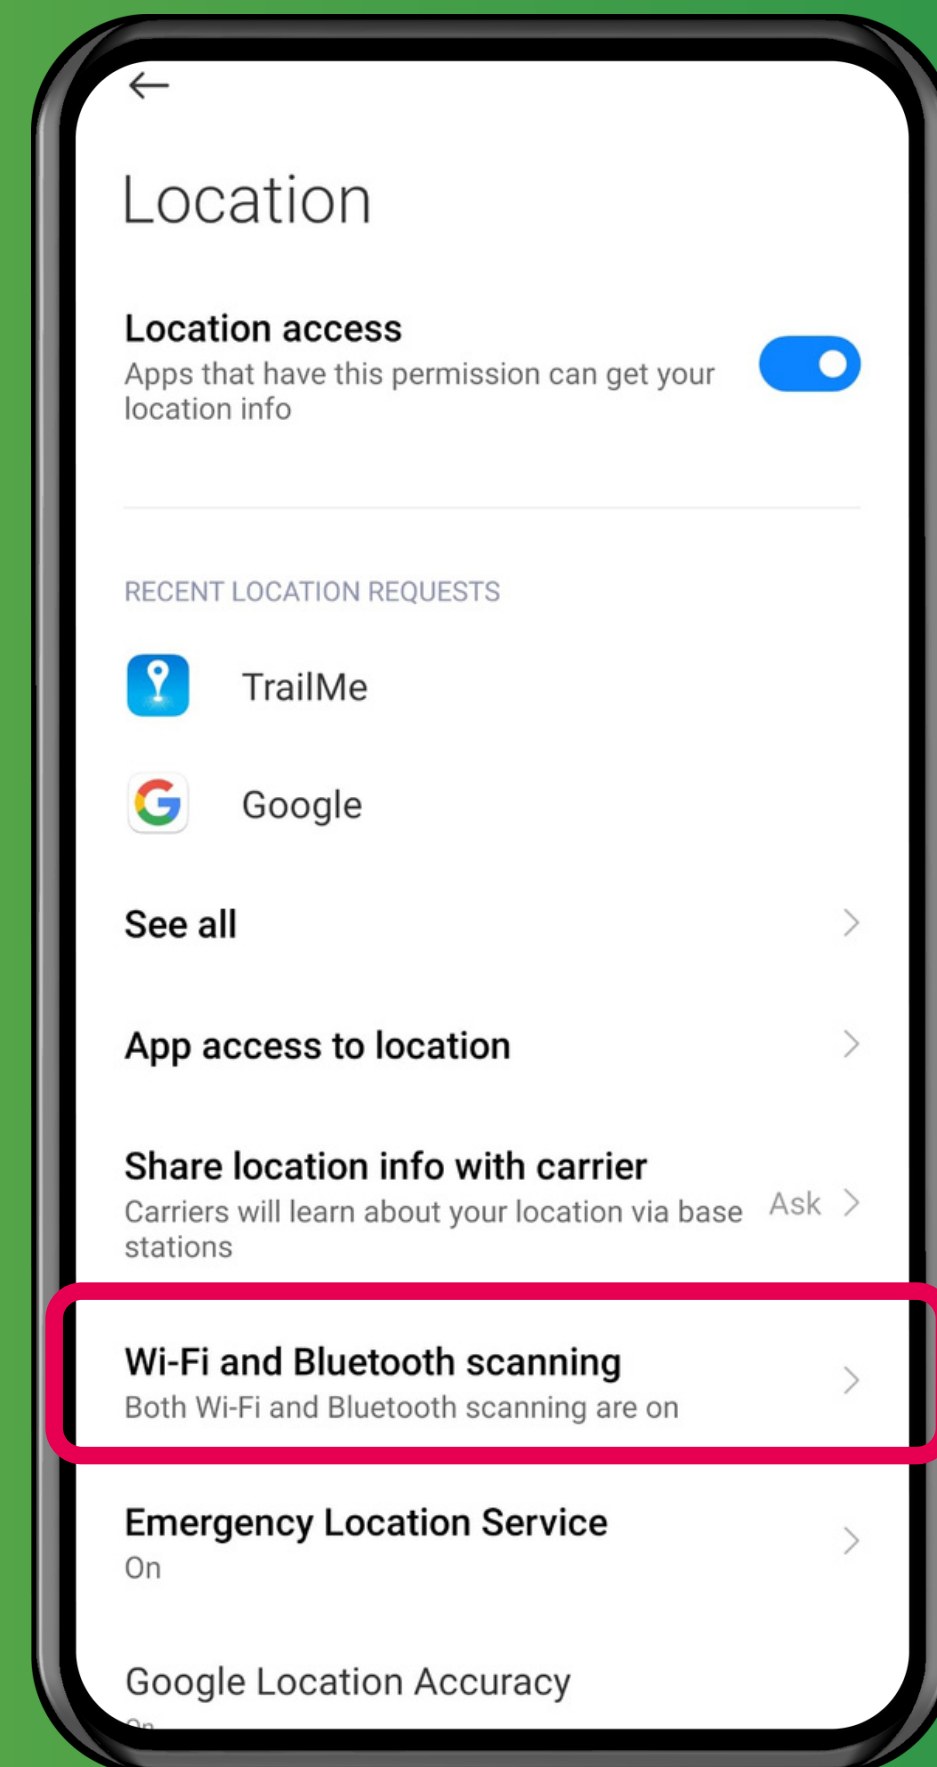 Location
Location access
Apps that have this permission can get your
location info
RECENT LOCATION REQUESTS
TrailMe
Google
See all
App access to location
Share location info with carrier
Carriers will learn about your location via base
stations
Ask
Wi-Fi and Bluetooth scanning
Both Wi-Fi and Bluetooth scanning are on
Emergency Location Service
On
Google Location Accuracy
On